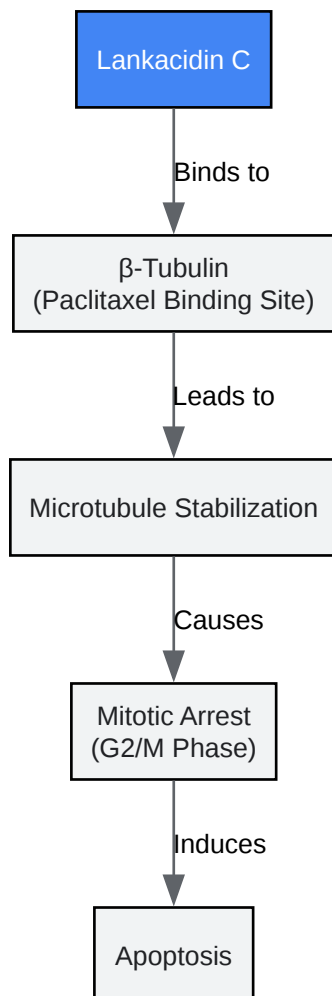 Lankacidin C
Binds to
β-Tubulin
(Paclitaxel Binding Site)
Leads to
Microtubule Stabilization
Causes
Mitotic Arrest
(G2/M Phase)
Induces
Apoptosis